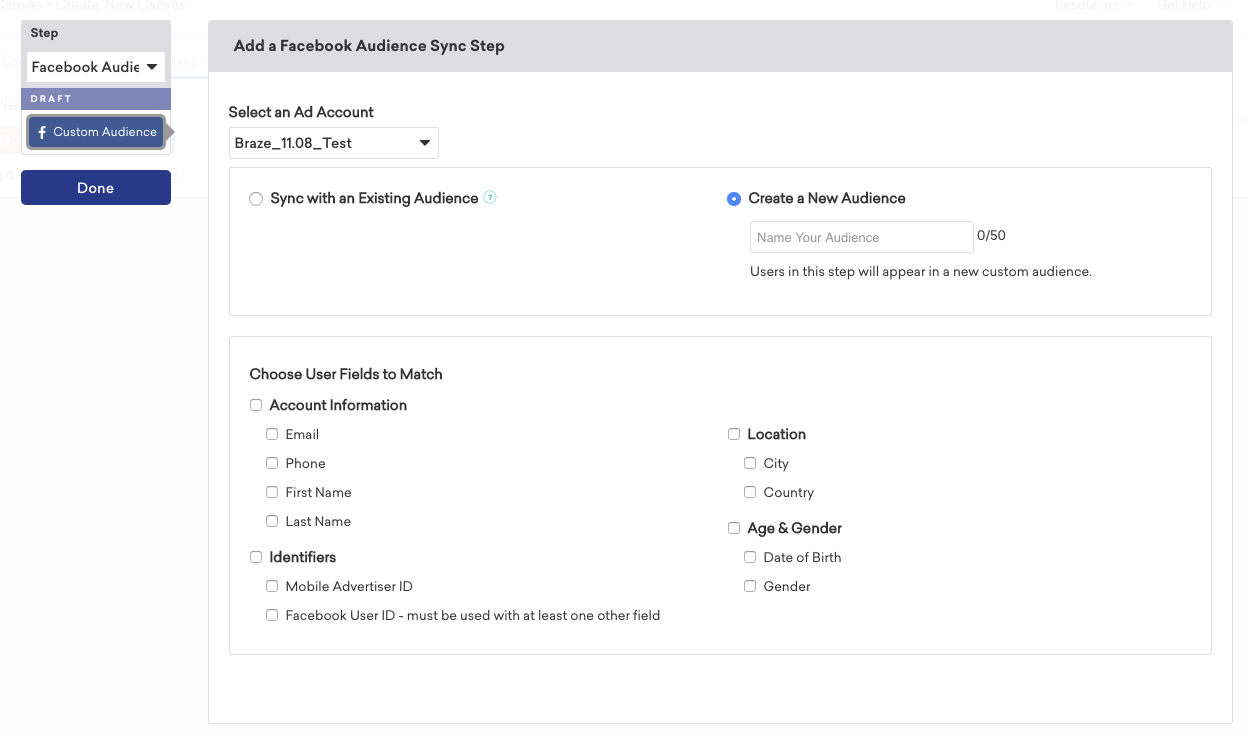 Canvas > Create 'New Canvas'
Resources
Get Help
Step
Facebook Audie
DRAFT
Custom Audience
Done
Add a Facebook Audience Sync Step
Select an Ad Account
Braze_11.08_Test
Sync with an Existing Audience ?
Create a New Audience
Name Your Audience 0/50
Users in this step will appear in a new custom audience.
Choose User Fields to Match
Account Information
Email
Phone
First Name
Last Name
Identifiers
Mobile Advertiser ID
Facebook User ID - must be used with at least one other field
Location
City
Country
Age & Gender
Date of Birth
Gender